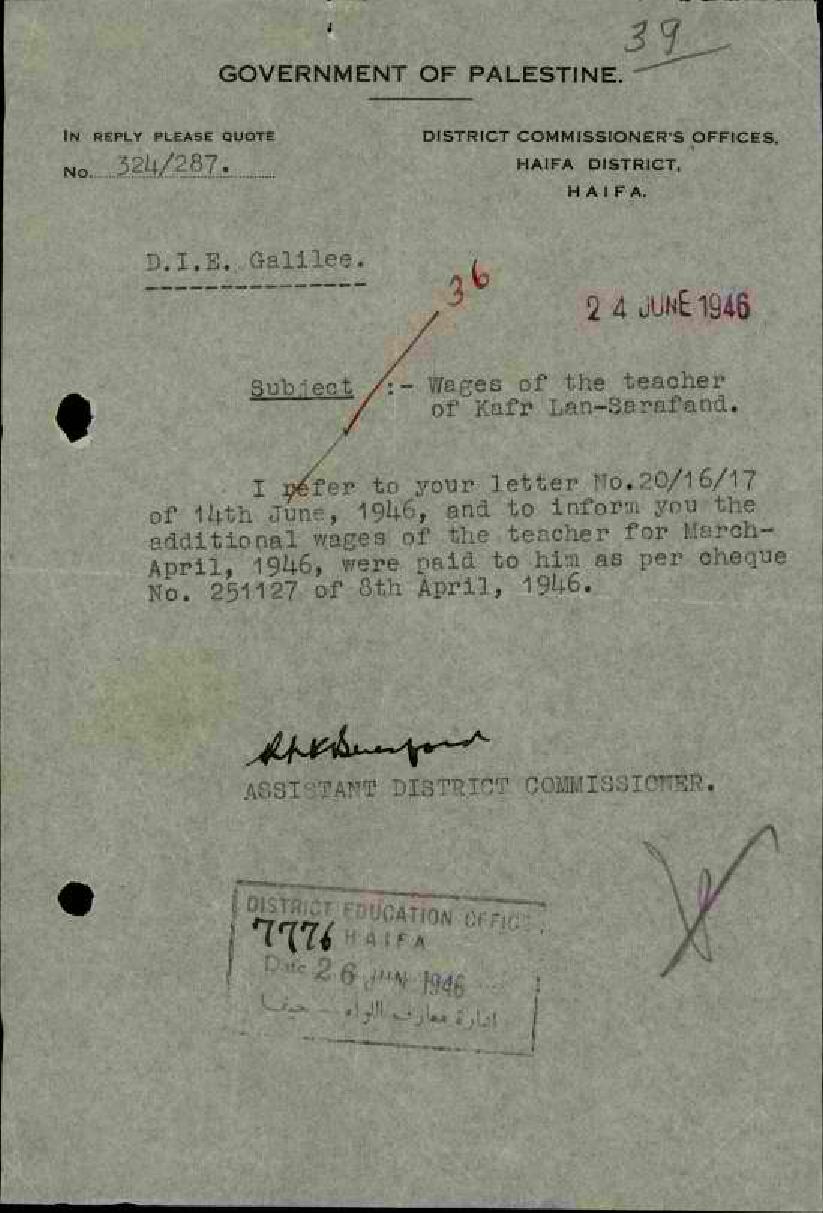 39
GOVERNMENT OF PALESTINE.
IN REPLY PLEASE QUOTE
No. 324/287.
DISTRICT COMMISSIONER'S OFFICES,
HAIFA DISTRICT,
HAIFA.
D.I.E. Galilee.
36
24 JUNE 1946
Subject :- Wages of the teacher
of Kafr Lan-Sarafand.
I refer to your letter No.20/16/17
of 14th June, 1946, and to inform you the
additional wages of the teacher for March-
April, 1946, were paid to him as per cheque
No. 251127 of 8th April, 1946.
ASSISTANT DISTRICT COMMISSIONER.
DISTRICT EDUCATION OFFICE
7776 HAIFA
Date 26 JUN 1946
ادارة معارف اللواء - حيفا